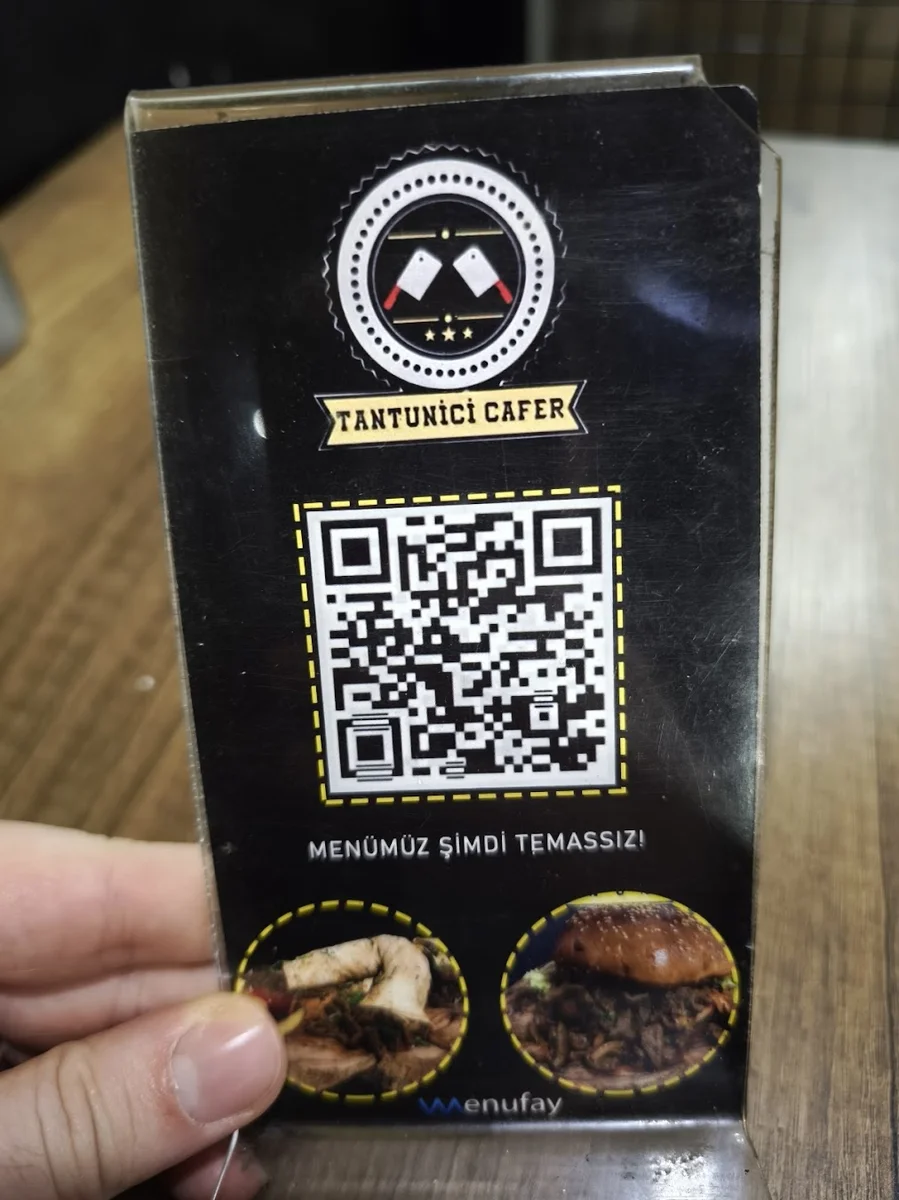 TANTUNİCİ CAFER
MENÜMÜZ ŞİMDİ TEMASSIZ!
Menufay